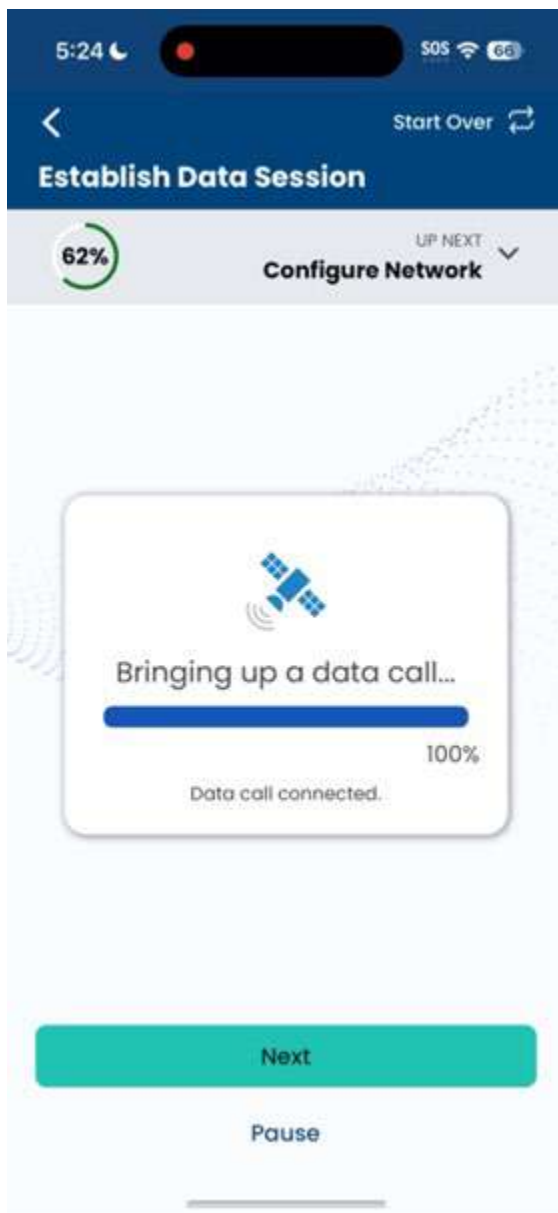 5:24
SOS 66
Start Over
Establish Data Session
62%
UP NEXT
Configure Network
Bringing up a data call...
100%
Data call connected.
Next
Pause